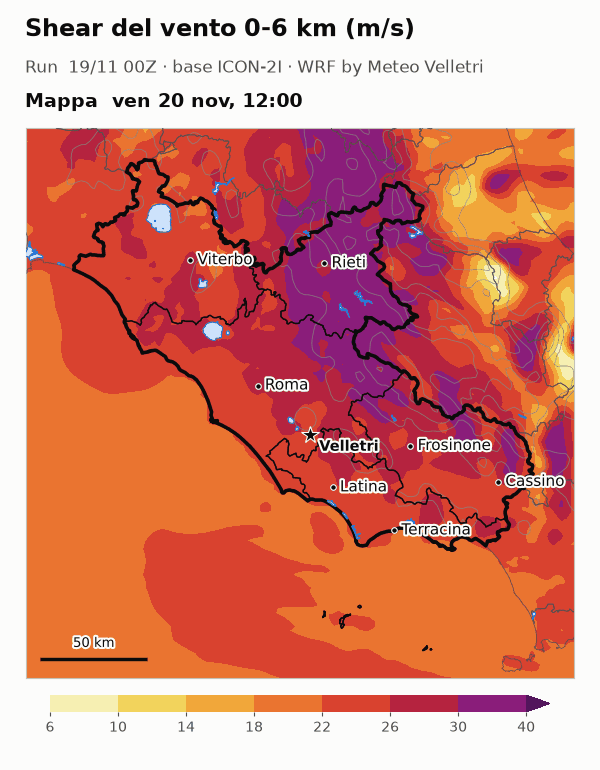 Shear del vento 0-6 km (m/s)
Run  19/11 00Z · base ICON-2I · WRF by Meteo Velletri
Mappa  ven 20 nov, 12:00
Viterbo
Rieti
Roma
Velletri
Frosinone
Cassino
Latina
Terracina
50 km
6 10 14 18 22 26 30 40